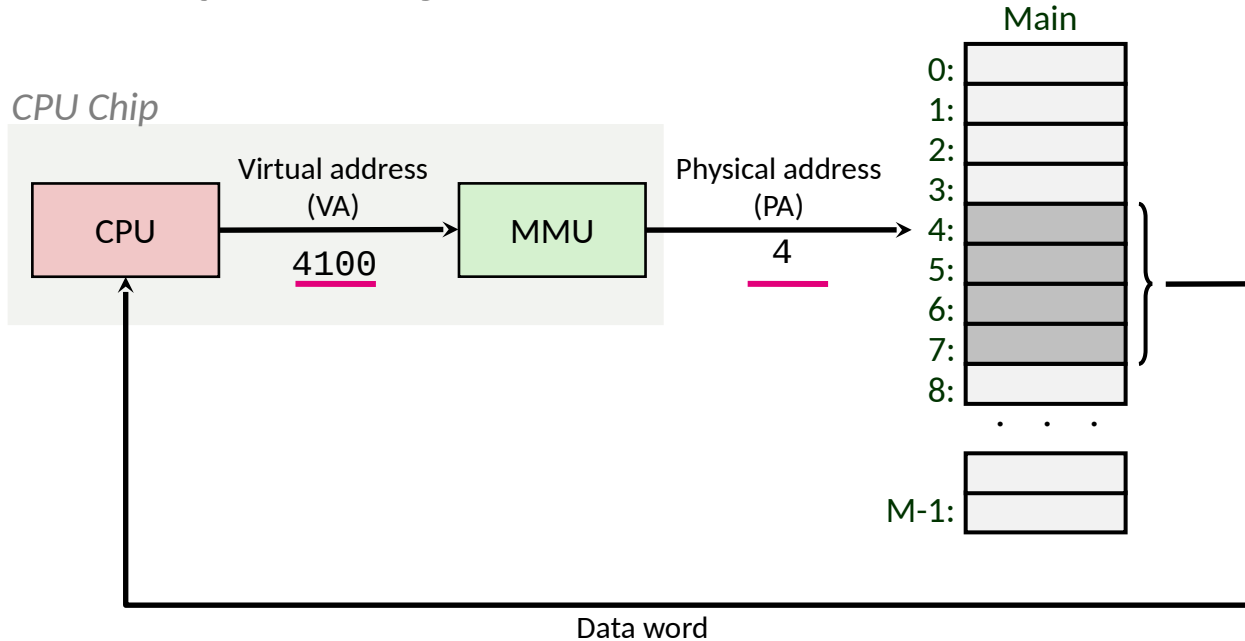 Main
CPU Chip
Virtual address
(VA)
Physical address
(PA)
CPU
MMU
4100
4
0:
1:
2:
3:
4:
5:
6:
7:
8:
. . .
M-1:
Data word